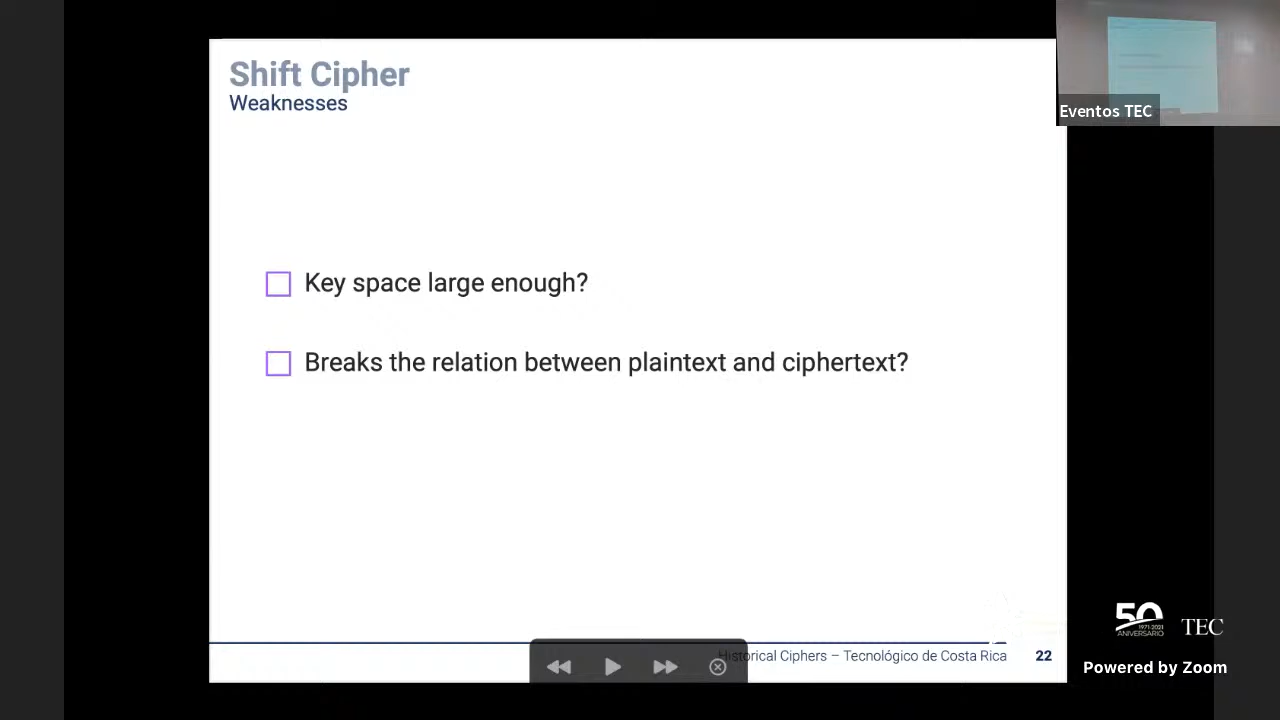 Shift Cipher
Weaknesses
Eventos TEC
Key space large enough?
Breaks the relation between plaintext and ciphertext?
50
1971-2021
ANIVERSARIO
TEC
Historical Ciphers – Tecnológico de Costa Rica 22
Powered by Zoom